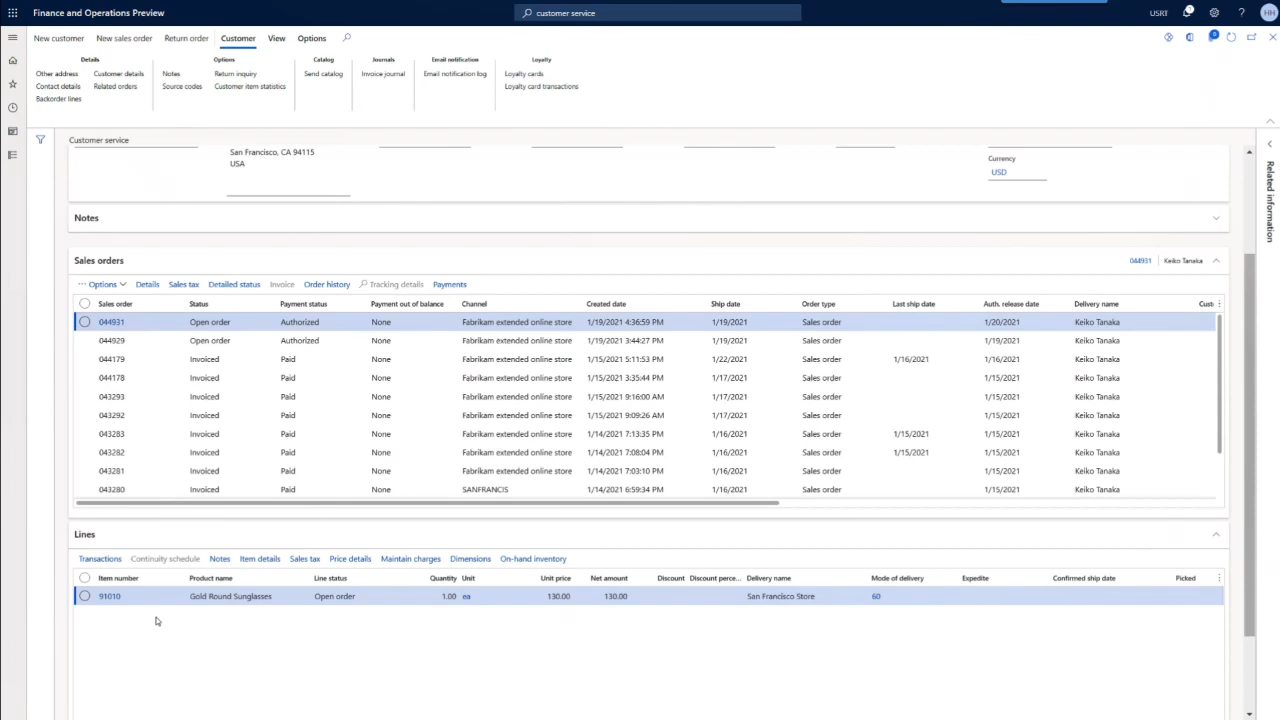 Finance and Operations Preview
customer service
USRT
1
?
HH
New customer New sales order Return order Customer View Options
0
Details Options Catalog Journals Email notification Loyalty
Other address Customer details Notes Return inquiry Send catalog Invoice journal Email notification log Loyalty cards
Contact details Related orders Source codes Customer item statistics Loyalty card transactions
Backorder lines
Customer service
San Francisco, CA 94115
USA
Currency
USD
Related information
Notes
Sales orders 044931 Keiko Tanaka
··· Options Details Sales tax Detailed status Invoice Order history Tracking details Payments
Sales order Status Payment status Payment out of balance Channel Created date Ship date Order type Last ship date Auth. release date Delivery name Custo
044931 Open order Authorized None Fabrikam extended online store 1/19/2021 4:36:59 PM 1/19/2021 Sales order 1/20/2021 Keiko Tanaka
044929 Open order Authorized None Fabrikam extended online store 1/19/2021 3:44:27 PM 1/19/2021 Sales order 1/19/2021 Keiko Tanaka
044179 Invoiced Paid None Fabrikam extended online store 1/15/2021 5:11:53 PM 1/22/2021 Sales order 1/16/2021 1/16/2021 Keiko Tanaka
044178 Invoiced Paid None Fabrikam extended online store 1/15/2021 3:35:44 PM 1/17/2021 Sales order 1/15/2021 Keiko Tanaka
043293 Invoiced Paid None Fabrikam extended online store 1/15/2021 9:16:00 AM 1/17/2021 Sales order 1/15/2021 Keiko Tanaka
043292 Invoiced Paid None Fabrikam extended online store 1/15/2021 9:09:26 AM 1/17/2021 Sales order 1/15/2021 Keiko Tanaka
043283 Invoiced Paid None Fabrikam extended online store 1/14/2021 7:13:35 PM 1/16/2021 Sales order 1/15/2021 1/15/2021 Keiko Tanaka
043282 Invoiced Paid None Fabrikam extended online store 1/14/2021 7:08:04 PM 1/16/2021 Sales order 1/15/2021 1/15/2021 Keiko Tanaka
043281 Invoiced Paid None Fabrikam extended online store 1/14/2021 7:03:10 PM 1/16/2021 Sales order 1/15/2021 Keiko Tanaka
043280 Invoiced Paid None SANFRANCIS 1/14/2021 6:59:34 PM 1/16/2021 Sales order 1/15/2021 Keiko Tanaka
Lines
Transactions Continuity schedule Notes Item details Sales tax Price details Maintain charges Dimensions On-hand inventory
Item number Product name Line status Quantity Unit Unit price Net amount Discount Discount perce... Delivery name Mode of delivery Expedite Confirmed ship date Picked
91010 Gold Round Sunglasses Open order 1.00 ea 130.00 130.00 San Francisco Store 60